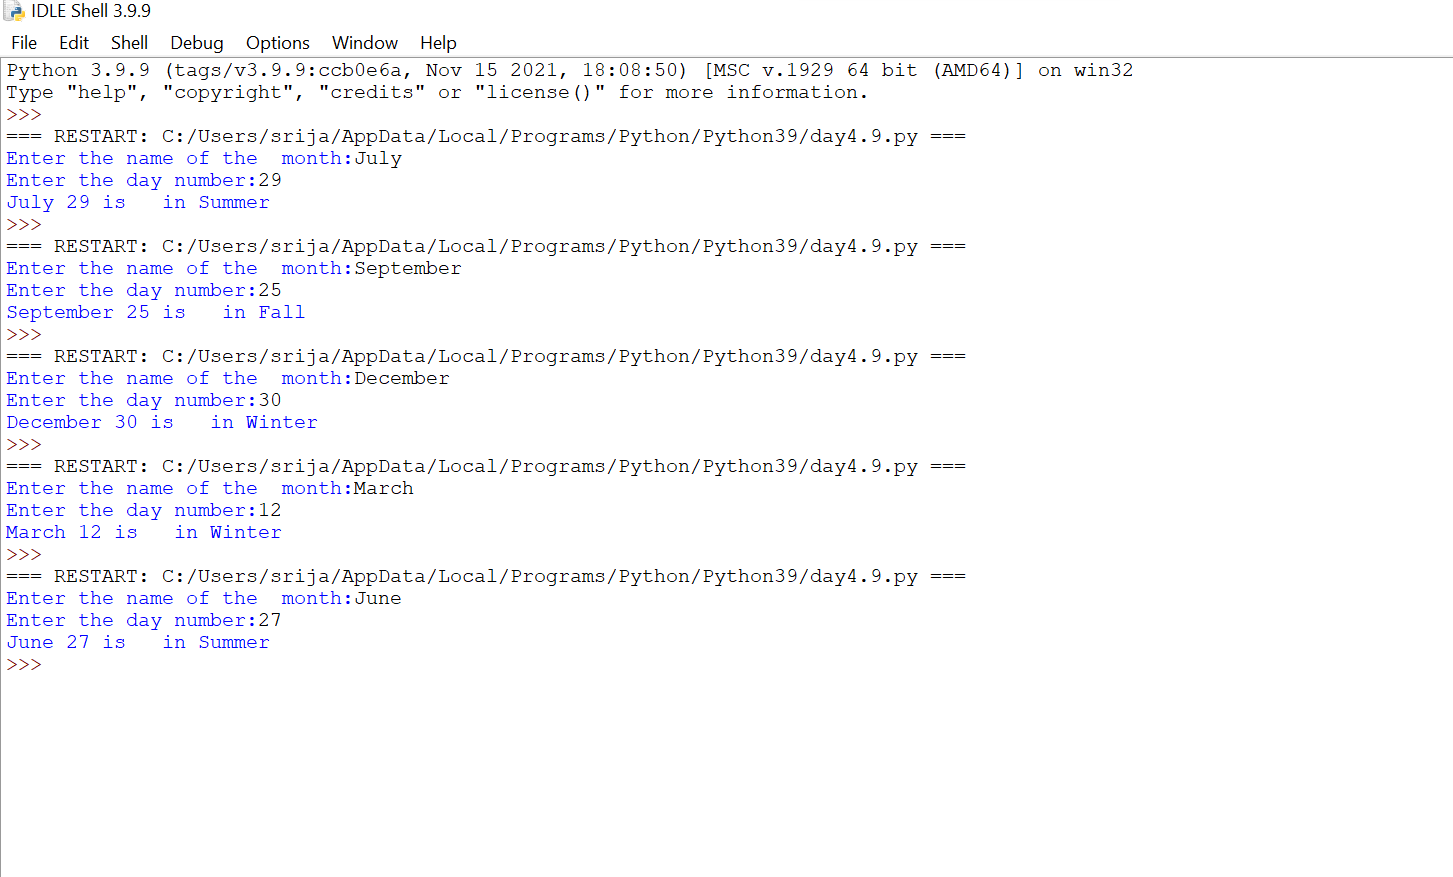 IDLE Shell 3.9.9
File Edit Shell Debug Options Window Help
Python 3.9.9 (tags/v3.9.9:ccb0e6a, Nov 15 2021, 18:08:50) [MSC v.1929 64 bit (AMD64)] on win32
Type "help", "copyright", "credits" or "license()" for more information.
>>>
=== RESTART: C:/Users/srija/AppData/Local/Programs/Python/Python39/day4.9.py ===
Enter the name of the  month:July
Enter the day number:29
July 29 is   in Summer
>>>
=== RESTART: C:/Users/srija/AppData/Local/Programs/Python/Python39/day4.9.py ===
Enter the name of the  month:September
Enter the day number:25
September 25 is   in Fall
>>>
=== RESTART: C:/Users/srija/AppData/Local/Programs/Python/Python39/day4.9.py ===
Enter the name of the  month:December
Enter the day number:30
December 30 is   in Winter
>>>
=== RESTART: C:/Users/srija/AppData/Local/Programs/Python/Python39/day4.9.py ===
Enter the name of the  month:March
Enter the day number:12
March 12 is   in Winter
>>>
=== RESTART: C:/Users/srija/AppData/Local/Programs/Python/Python39/day4.9.py ===
Enter the name of the  month:June
Enter the day number:27
June 27 is   in Summer
>>>